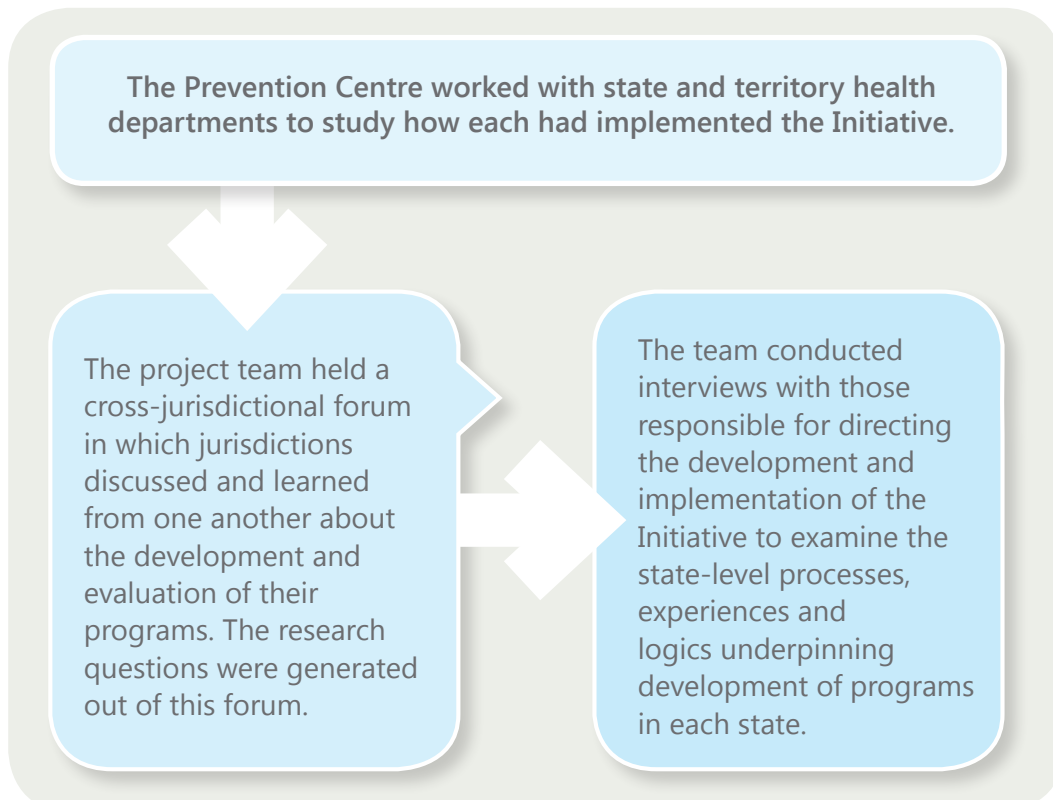 The Prevention Centre worked with state and territory health
departments to study how each had implemented the Initiative.
The project team held a
cross-jurisdictional forum
in which jurisdictions
discussed and learned
from one another about
the development and
evaluation of their
programs. The research
questions were generated
out of this forum.
The team conducted
interviews with those
responsible for directing
the development and
implementation of the
Initiative to examine the
state-level processes,
experiences and
logics underpinning
development of programs
in each state.